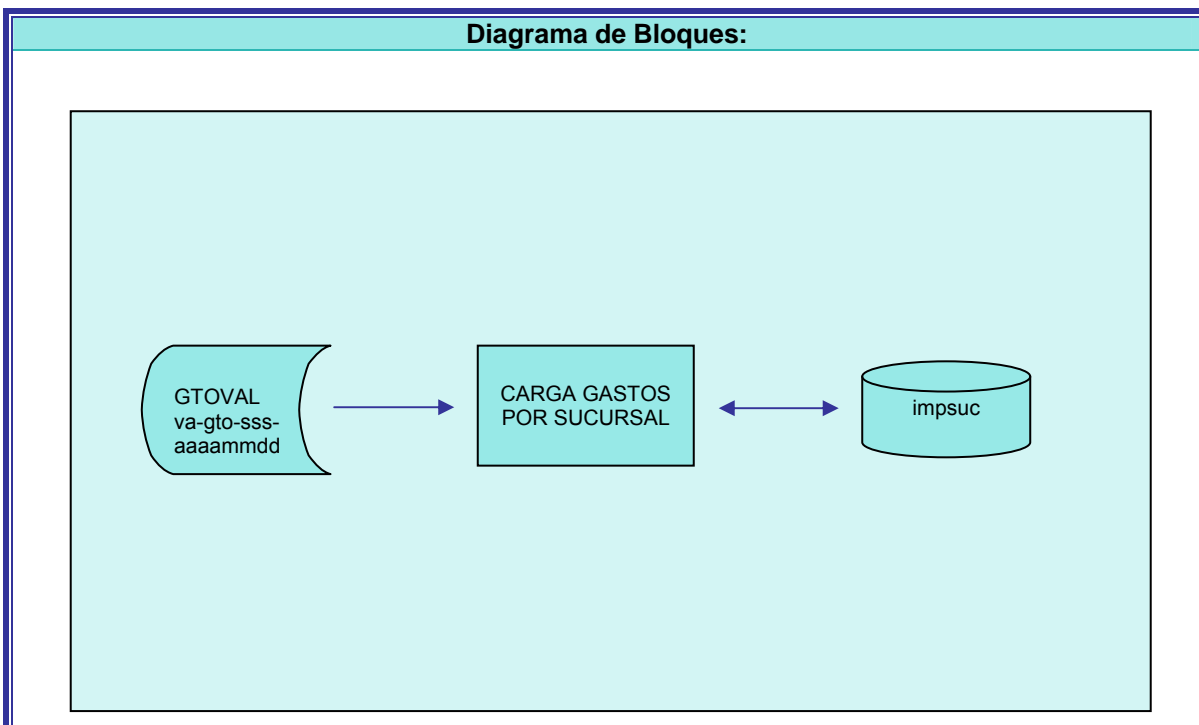 Diagrama de Bloques:
GTOVAL
va-gto-sss-
aaaammdd
CARGA GASTOS
POR SUCURSAL
impsuc